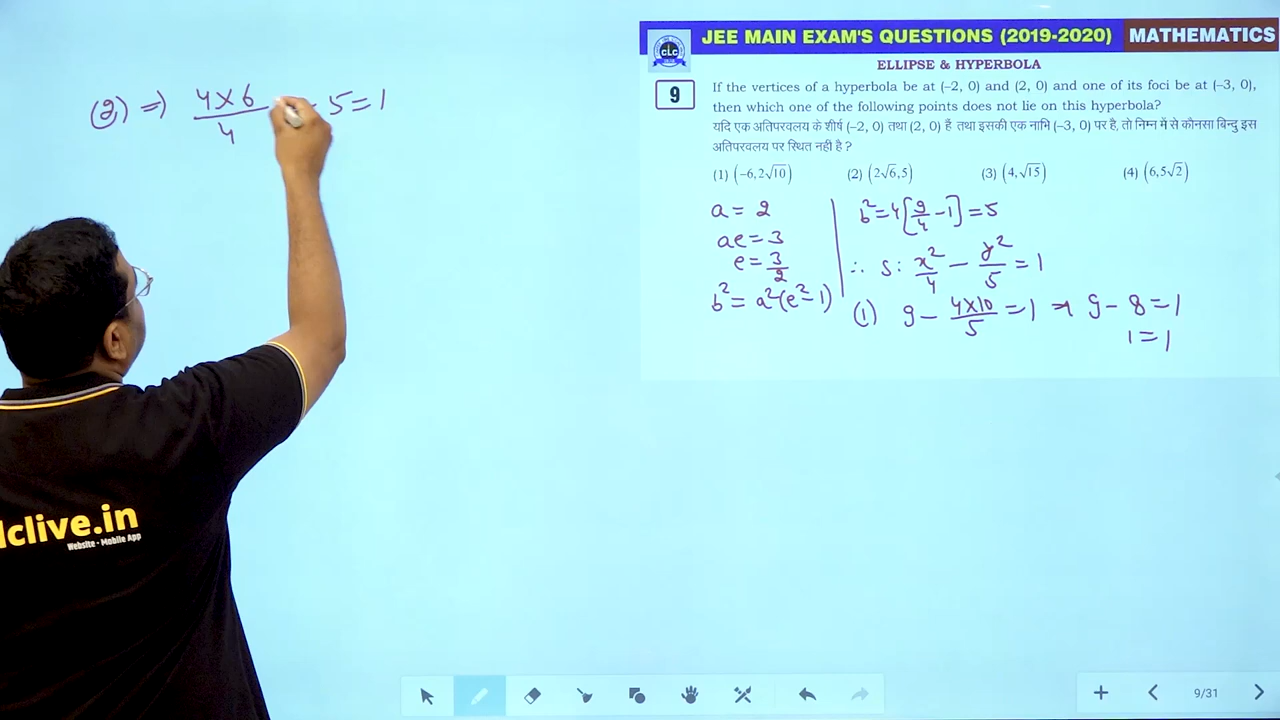 JEE MAIN EXAM'S QUESTIONS (2019-2020) MATHEMATICS
CLC
ELLIPSE & HYPERBOLA
9
If the vertices of a hyperbola be at (–2, 0) and (2, 0) and one of its foci be at (–3, 0),
then which one of the following points does not lie on this hyperbola?
यदि एक अतिपरवलय के शीर्ष (–2, 0) तथा (2, 0) हैं तथा इसकी एक नाभि (–3, 0) पर है, तो निम्न में से कौनसा बिन्दु इस
अतिपरवलय पर स्थित नही है ?
(1) (–6, 2√10) (2) (2√6, 5) (3) (4, √15) (4) (6, 5√2)
a = 2
ae = 3
e = 3/2
b² = a²(e²-1)
b² = 4[9/4 - 1] = 5
∴ S: x²/4 - y²/5 = 1
(1) 9 - 4×10/5 = 1 ⇒ 9 - 8 = 1
1 = 1
(2) ⇒ 4×6/4 - 5 = 1
clive.in
Website - Mobile App
9/31